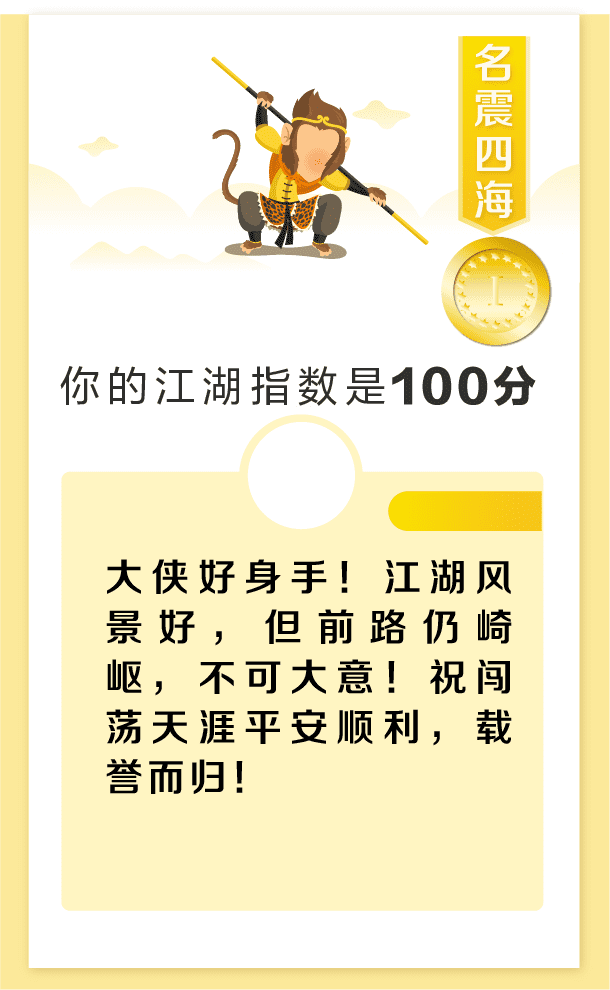 名震四海
I
你的江湖指数是100分
大侠好身手！江湖风
景好，但前路仍崎
岖，不可大意！祝闯
荡天涯平安顺利，载
誉而归！